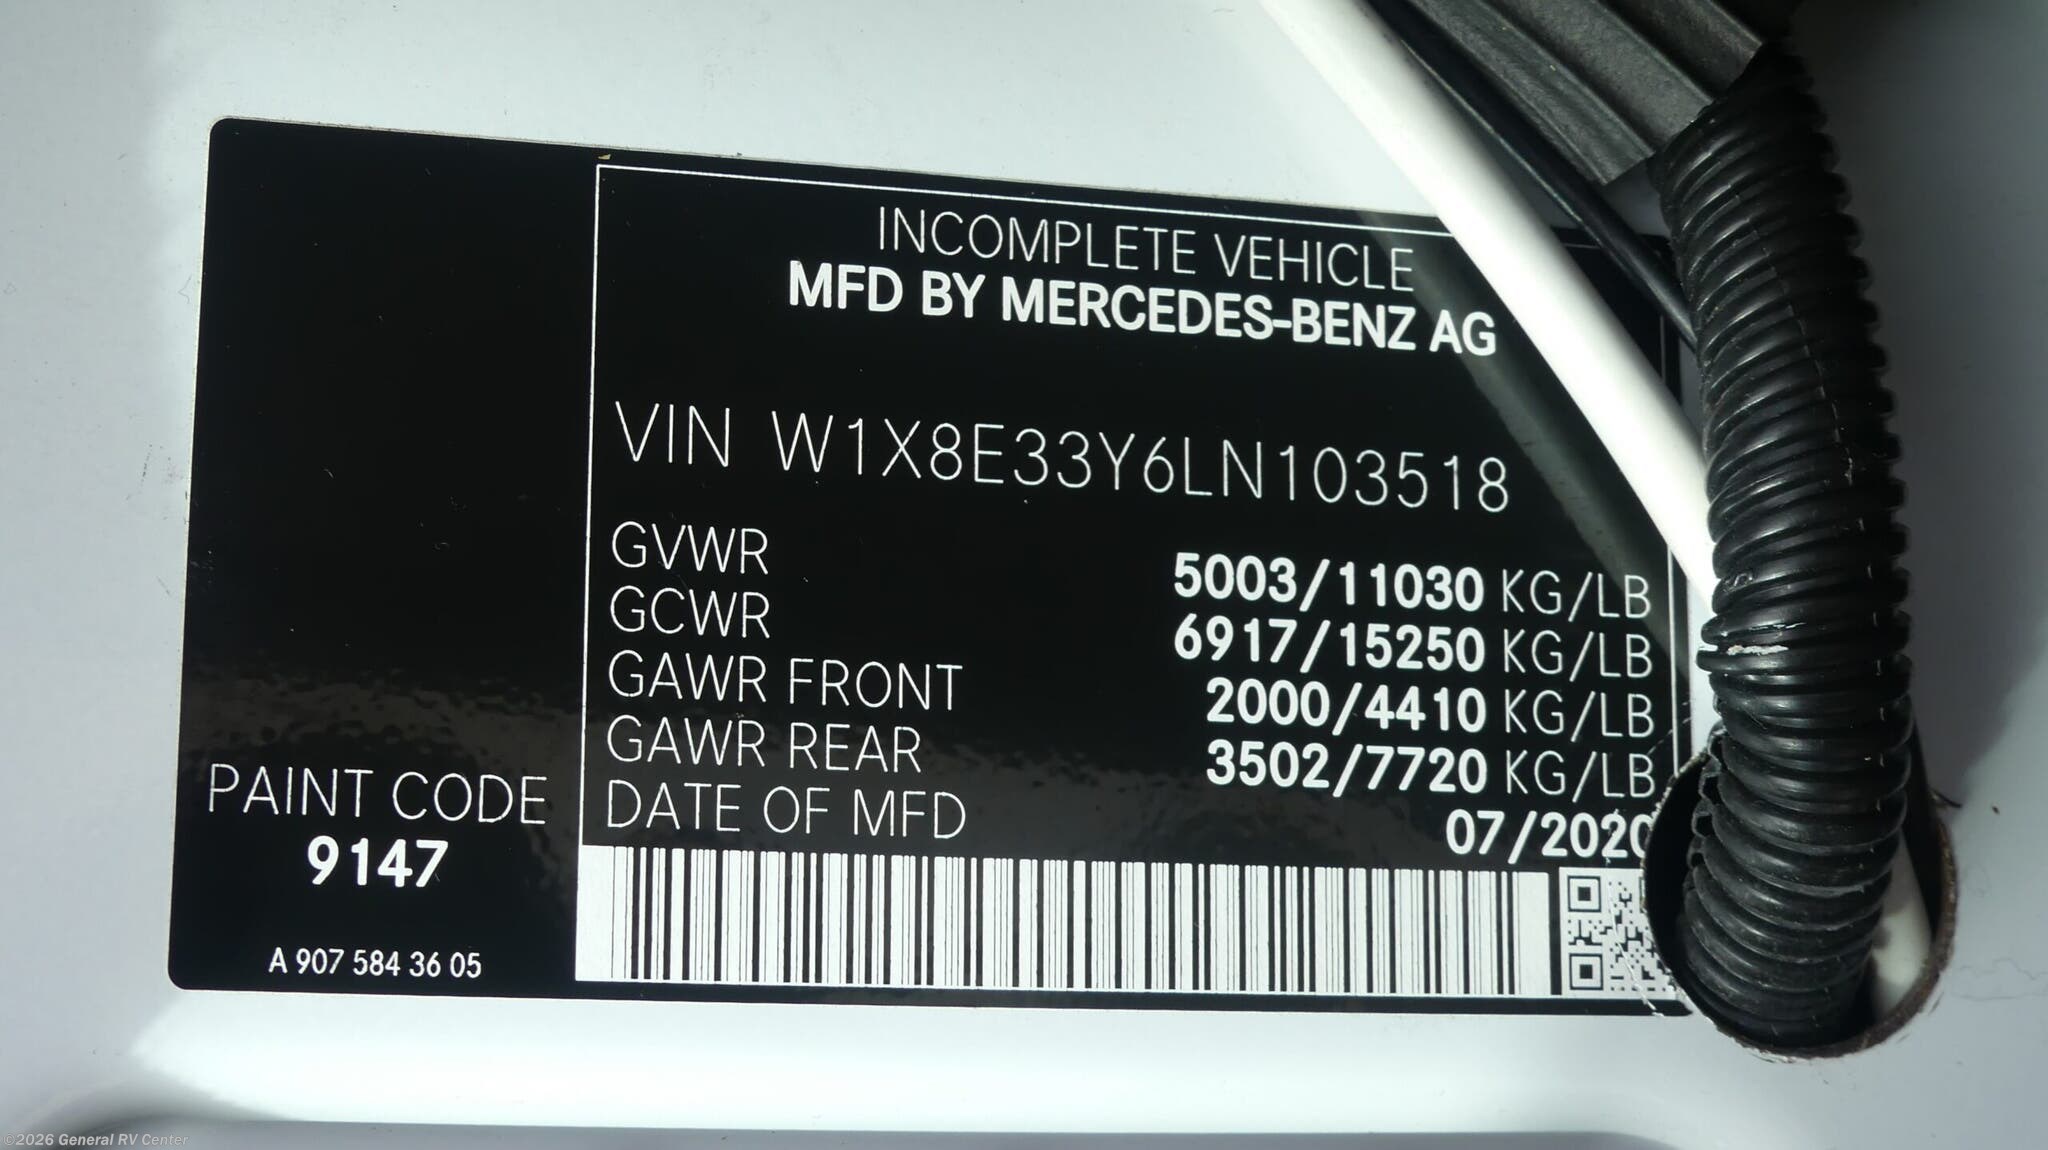 INCOMPLETE VEHICLE
MFD BY MERCEDES-BENZ AG
VIN W1X8E33Y6LN103518
GVWR 5003/11030 KG/LB
GCWR 6917/15250 KG/LB
GAWR FRONT 2000/4410 KG/LB
GAWR REAR 3502/7720 KG/LB
DATE OF MFD 07/2020
PAINT CODE
9147
A 907 584 36 05
©2026 General RV Center